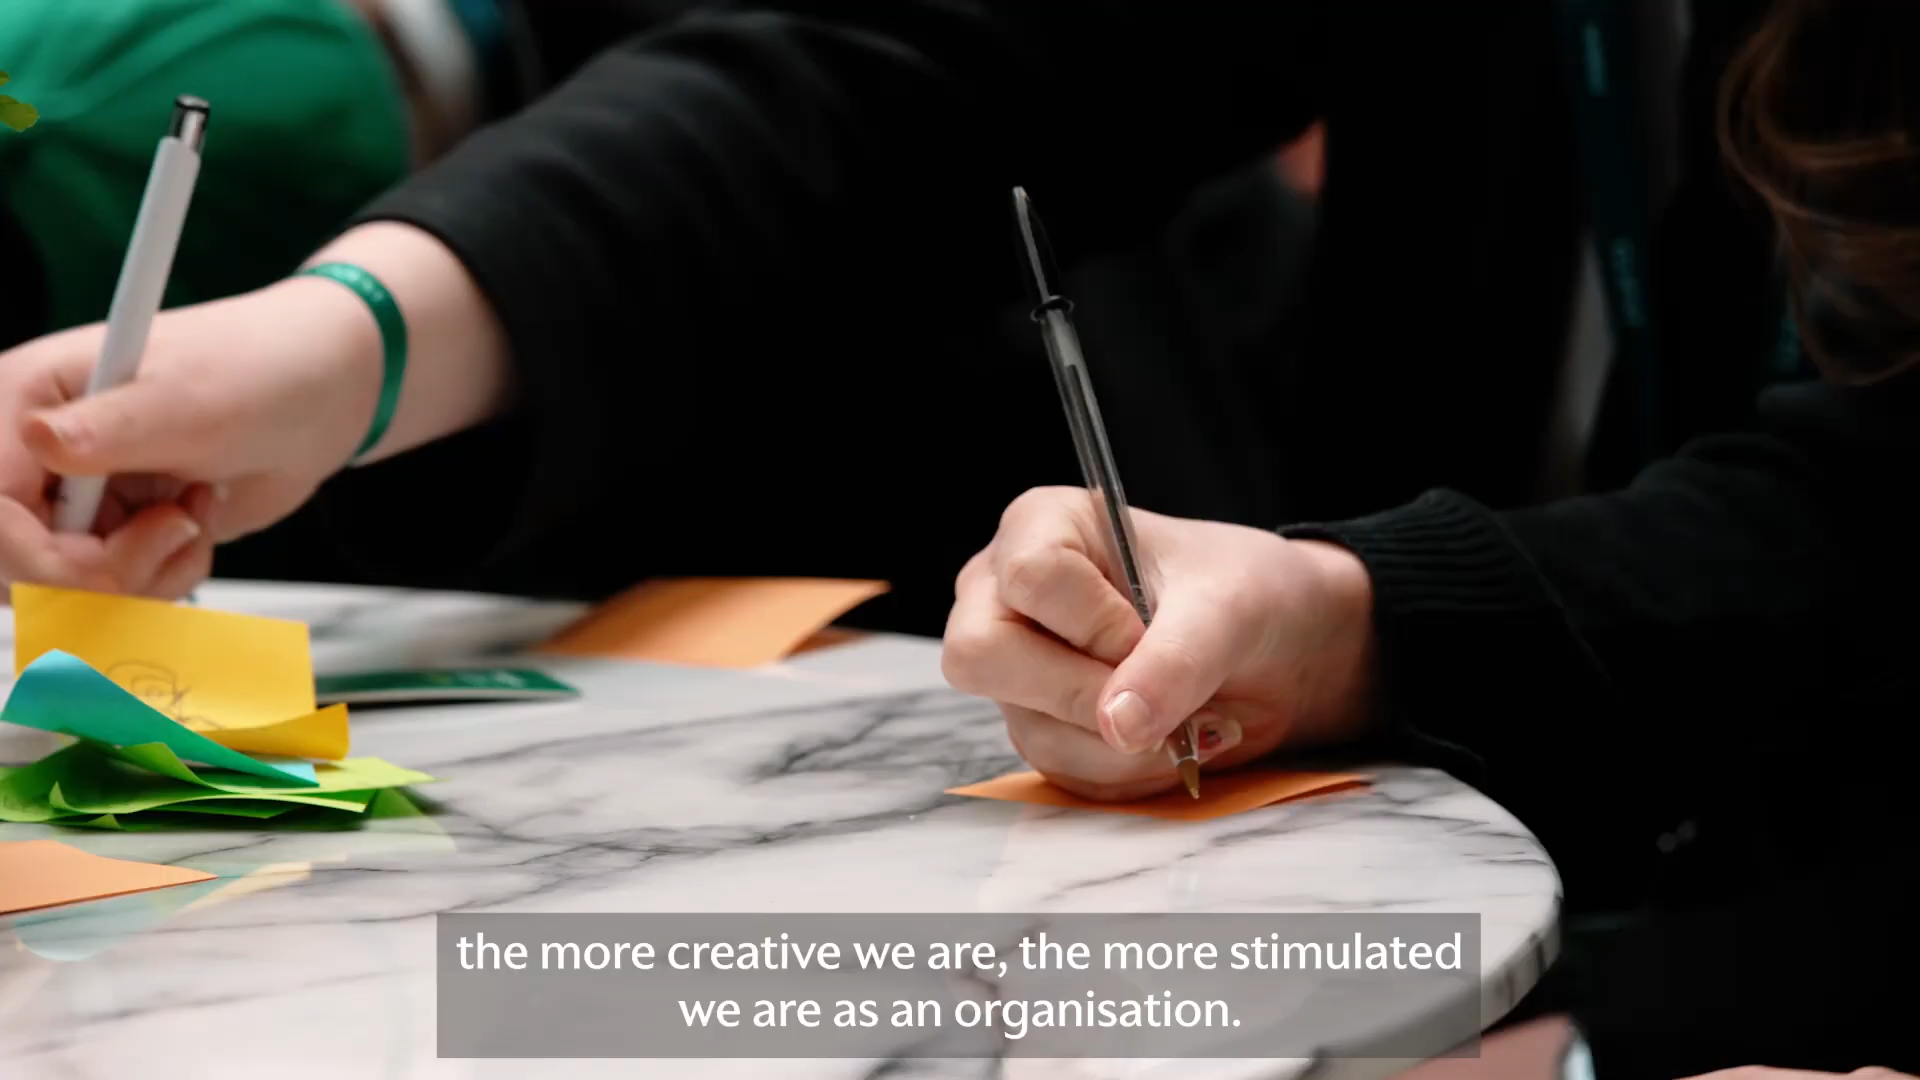 the more creative we are, the more stimulated
we are as an organisation.